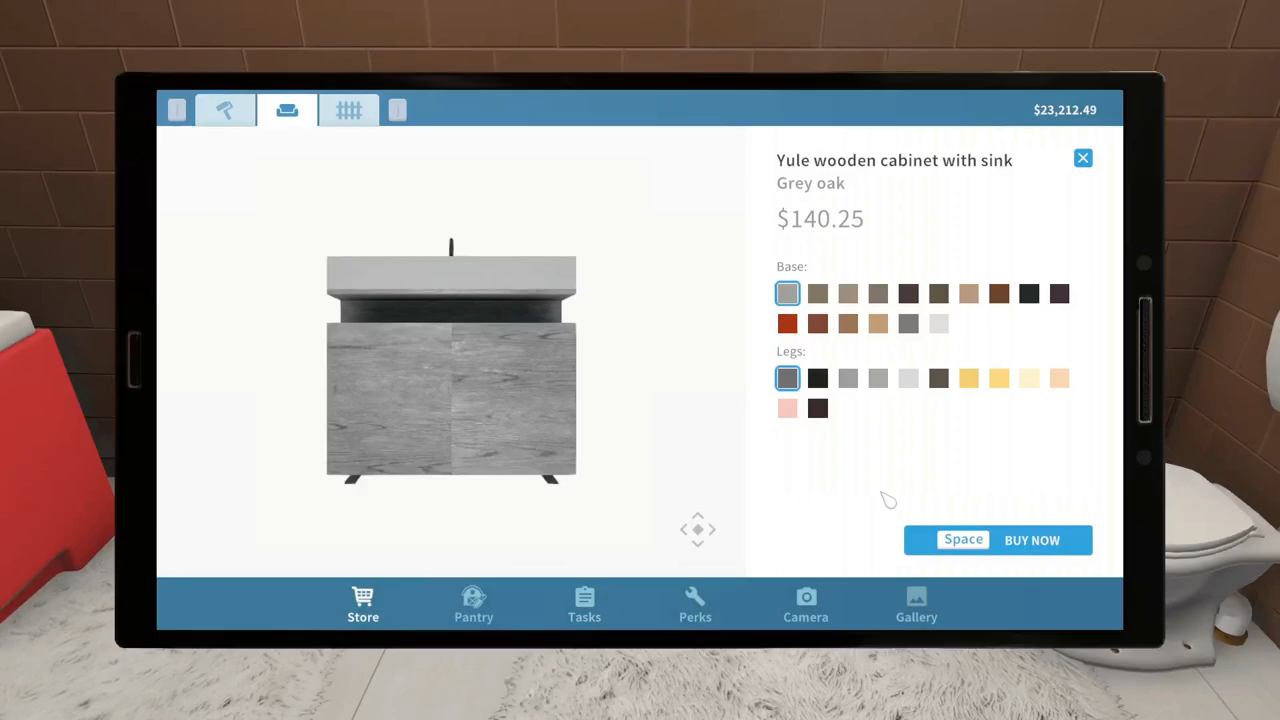 $23,212.49
Yule wooden cabinet with sink
Grey oak
$140.25
Base:
Legs:
Space BUY NOW
Store Pantry Tasks Perks Camera Gallery